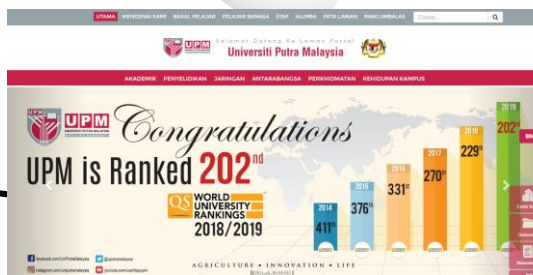 UTAMA MENGENAI KAMI BAKAL PELAJAR PELAJAR SEMASA STAF ALUMNI PETA LAMAN MAKLUMBALAS
Selamat Datang Ke Laman Portal
UPM Universiti Putra Malaysia
AKADEMIK PENYELIDIKAN JARINGAN ANTARABANGSA PERKHIDMATAN KEHIDUPAN KAMPUS
UPM
Congratulations
UPM is Ranked 202nd
QS WORLD
UNIVERSITY
RANKINGS
2018/2019
2014
411th
2015
376th
2016
331st
2017
270th
2018
229th
2019
202
AGRICULTURE • INNOVATION • LIFE